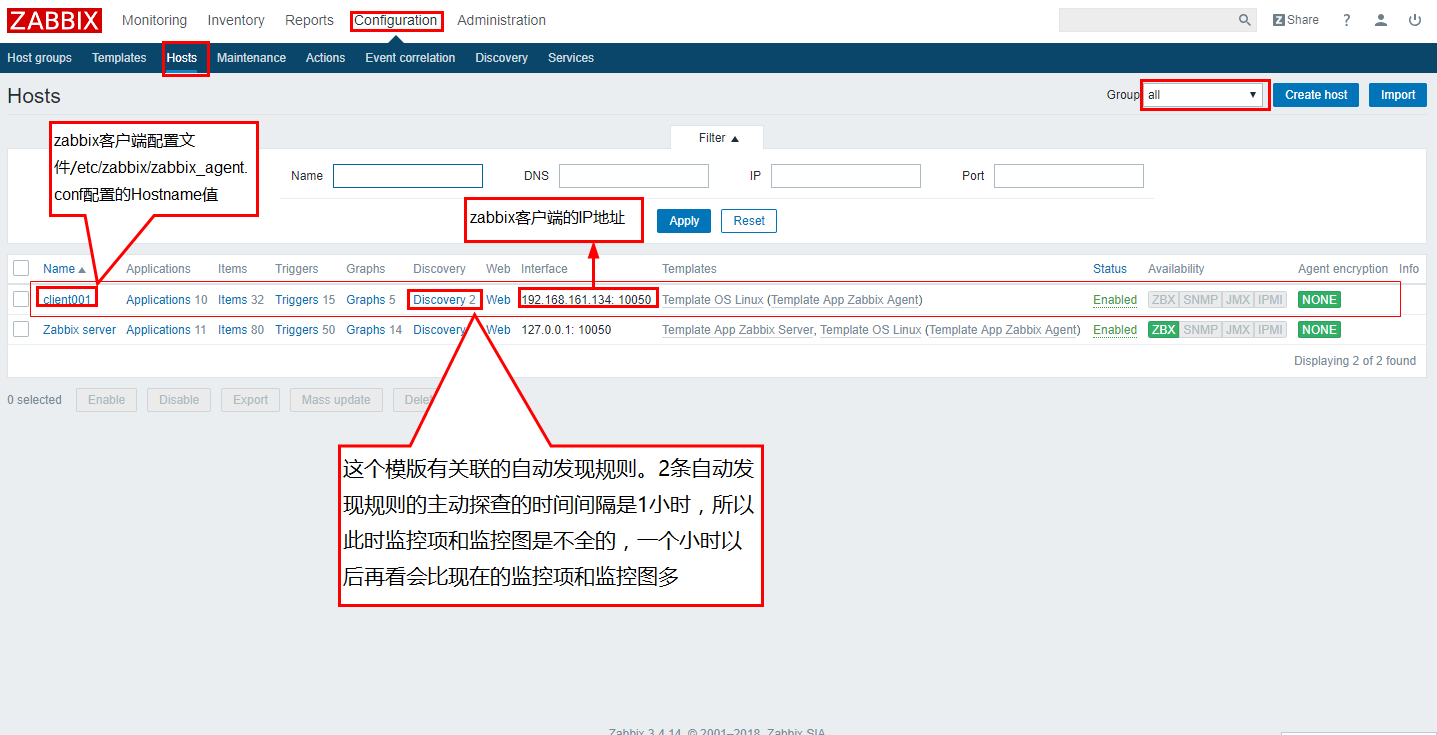 ZABBIX Monitoring Inventory Reports Configuration Administration Z Share ?
Host groups Templates Hosts Maintenance Actions Event correlation Discovery Services
Hosts Group all Create host Import
Filter
zabbix客户端配置文
件/etc/zabbix/zabbix_agent.
conf配置的Hostname值
Name DNS IP Port
zabbix客户端的IP地址
Apply Reset
Name Applications Items Triggers Graphs Discovery Web Interface Templates Status Availability Agent encryption Info
client001 Applications 10 Items 32 Triggers 15 Graphs 5 Discovery 2 Web 192.168.161.134: 10050 Template OS Linux (Template App Zabbix Agent) Enabled ZBX SNMP JMX IPMI NONE
Zabbix server Applications 11 Items 80 Triggers 50 Graphs 14 Discovery Web 127.0.0.1: 10050 Template App Zabbix Server, Template OS Linux (Template App Zabbix Agent) Enabled ZBX SNMP JMX IPMI NONE
Displaying 2 of 2 found
0 selected Enable Disable Export Mass update Delet
这个模版有关联的自动发现规则。2条自动发
现规则的主动探查的时间间隔是1小时，所以
此时监控项和监控图是不全的，一个小时以
后再看会比现在的监控项和监控图多
Zabbix 3.4.14. © 2001–2018, Zabbix SIA